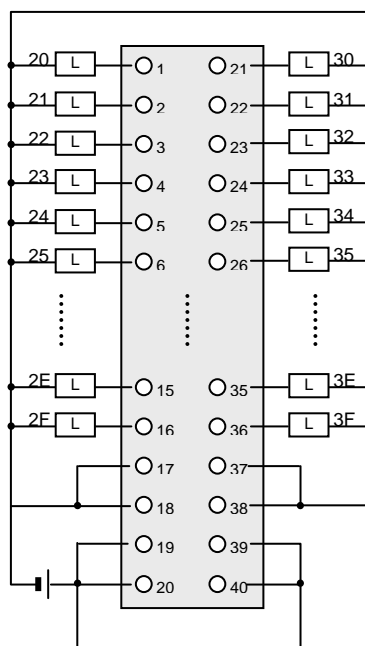 20 L 1 21 L 30
21 L 2 22 L 31
22 L 3 23 L 32
23 L 4 24 L 33
24 L 5 25 L 34
25 L 6 26 L 35
2E L 15 35 L 3E
2F L 16 36 L 3F
17 37
18 38
19 39
20 40